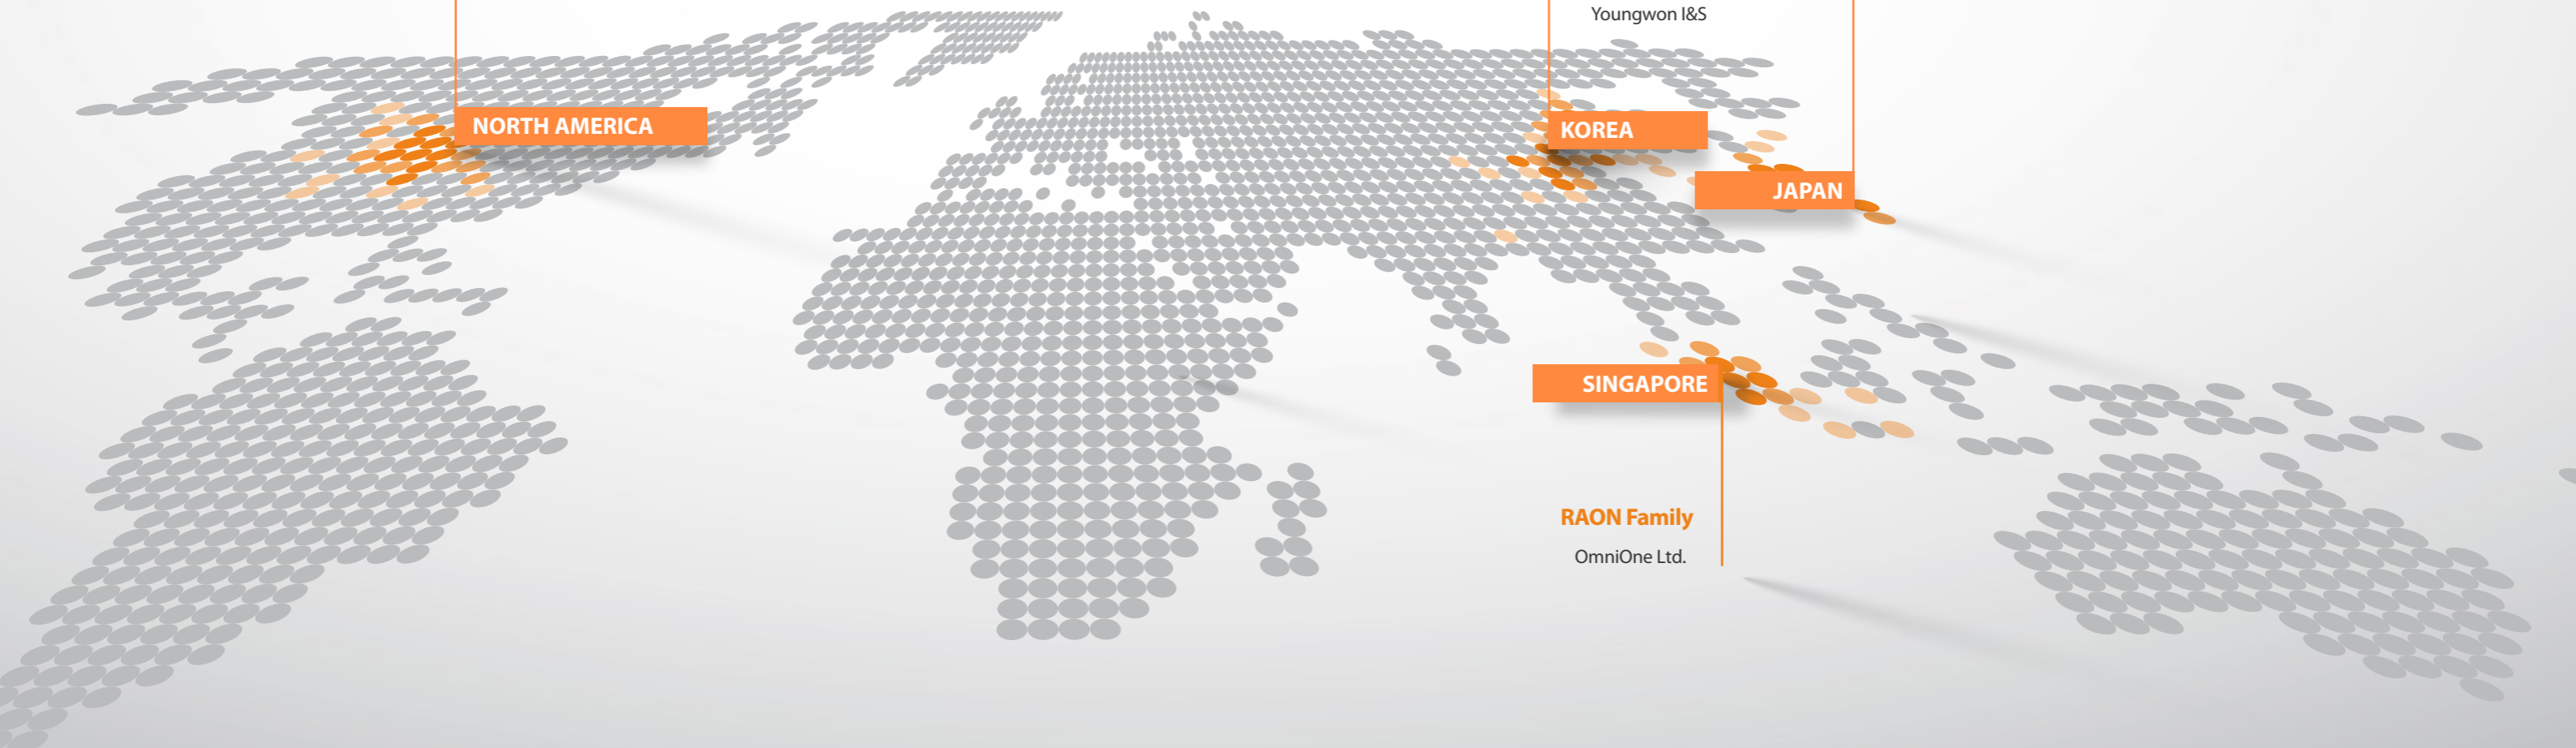 Youngwon I&S
NORTH AMERICA
KOREA
JAPAN
SINGAPORE
RAON Family
OmniOne Ltd.